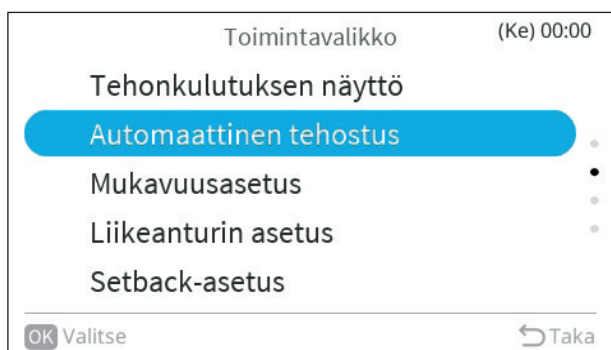 Toimintavalikko (Ke) 00:00
Tehonkulutuksen näyttö
Automaattinen tehostus
Mukavuusasetus
Liikeanturin asetus
Setback-asetus
OK Valitse Taka